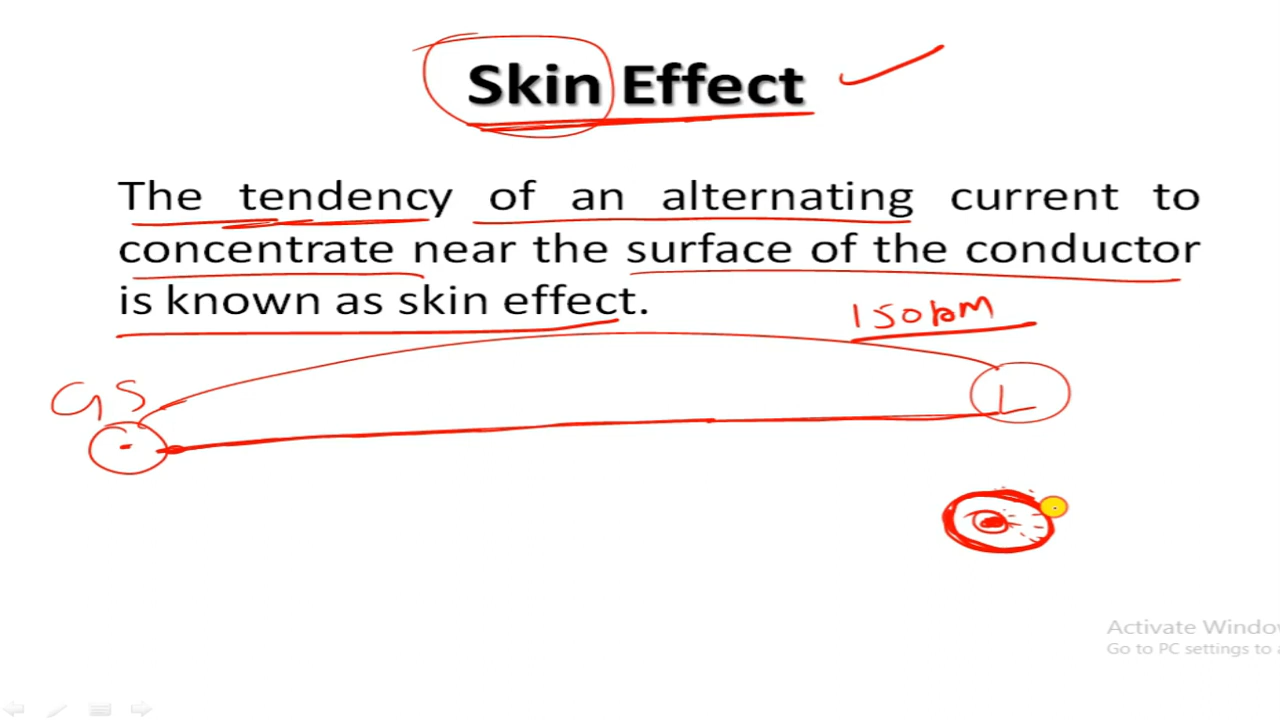 Skin Effect
The tendency of an alternating current to
concentrate near the surface of the conductor
is known as skin effect.
150km
GS
L
Activate Windo
Go to PC settings to a